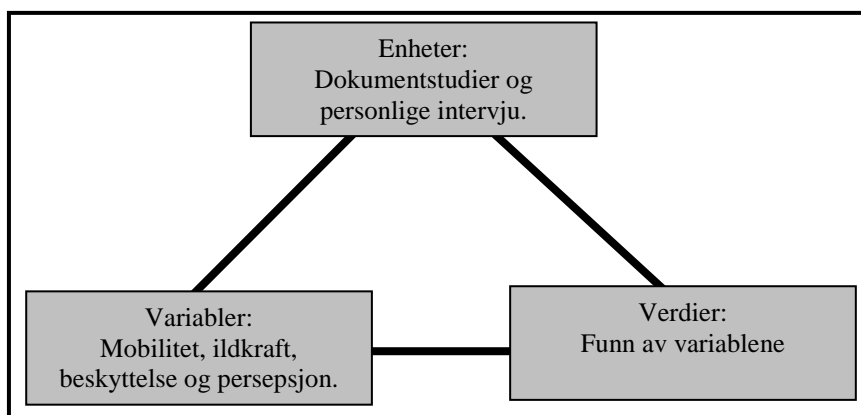 Enheter:
Dokumentstudier og
personlige intervju.
Variabler:
Mobilitet, ildkraft,
beskyttelse og persepsjon.
Verdier:
Funn av variablene